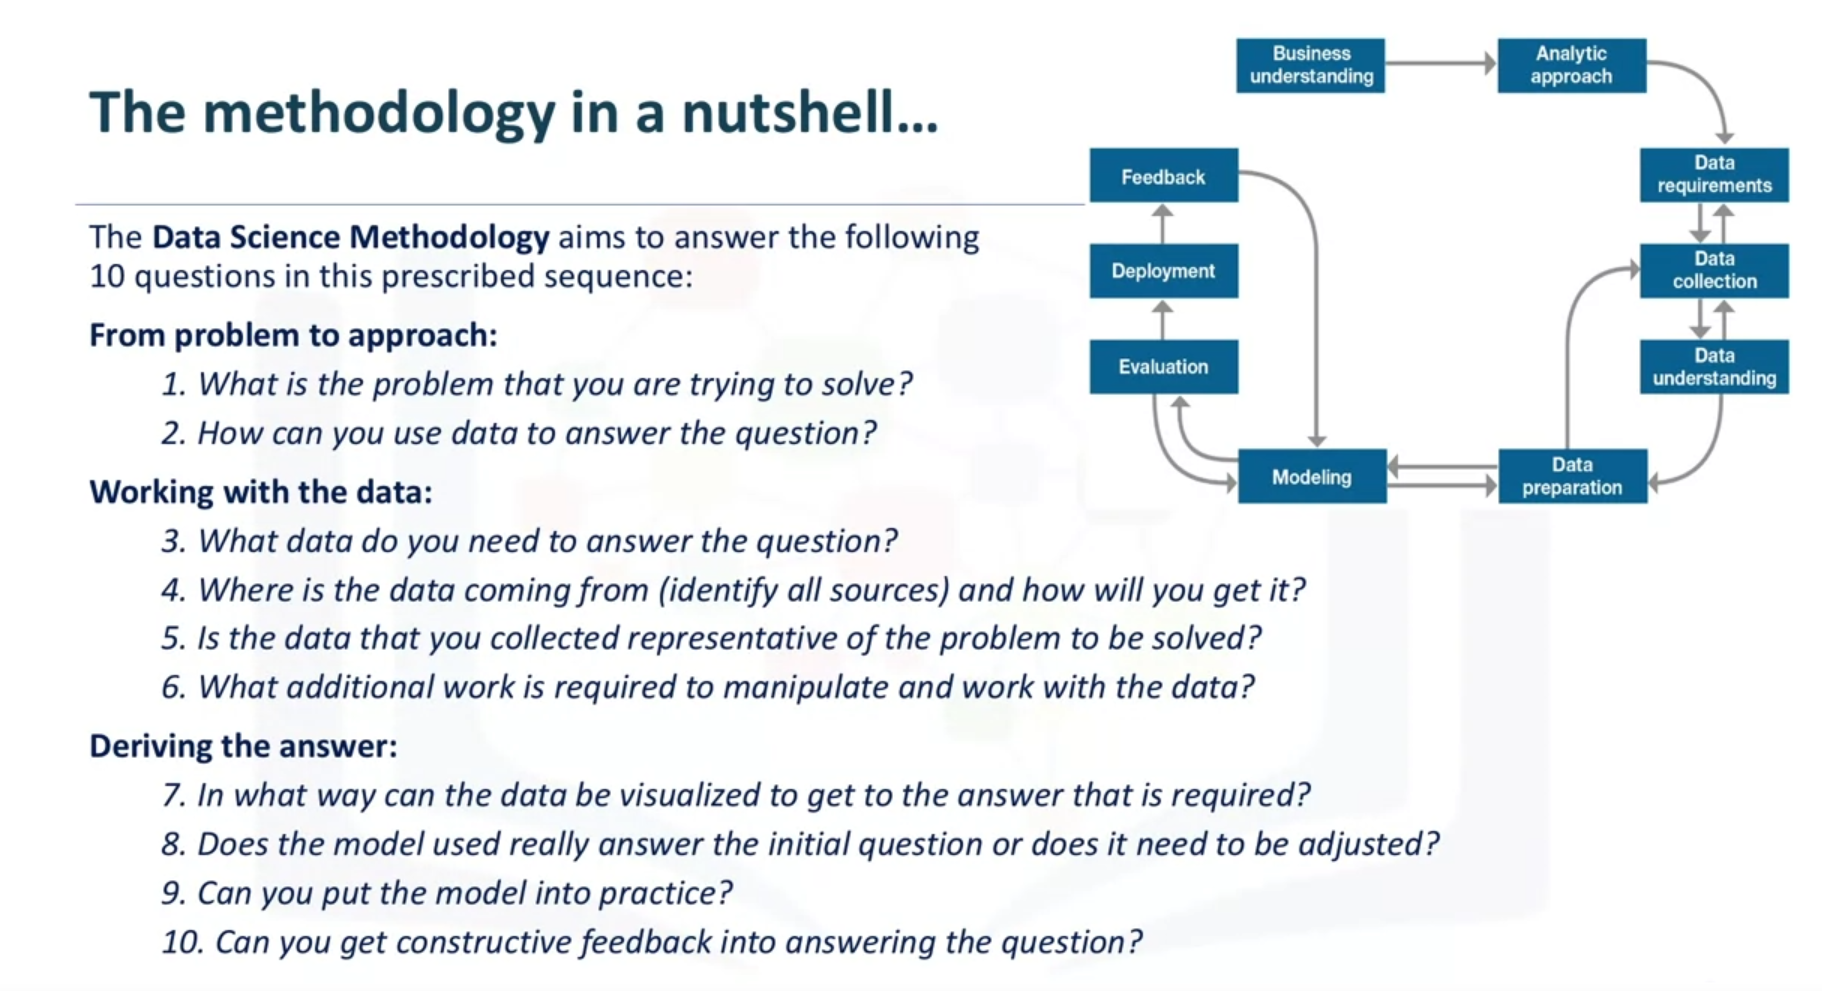 The methodology in a nutshell...
The Data Science Methodology aims to answer the following
10 questions in this prescribed sequence:
From problem to approach:
1. What is the problem that you are trying to solve?
2. How can you use data to answer the question?
Working with the data:
3. What data do you need to answer the question?
4. Where is the data coming from (identify all sources) and how will you get it?
5. Is the data that you collected representative of the problem to be solved?
6. What additional work is required to manipulate and work with the data?
Deriving the answer:
7. In what way can the data be visualized to get to the answer that is required?
8. Does the model used really answer the initial question or does it need to be adjusted?
9. Can you put the model into practice?
10. Can you get constructive feedback into answering the question?
Business
understanding
Analytic
approach
Data
requirements
Data
collection
Data
understanding
Data
preparation
Modeling
Evaluation
Deployment
Feedback